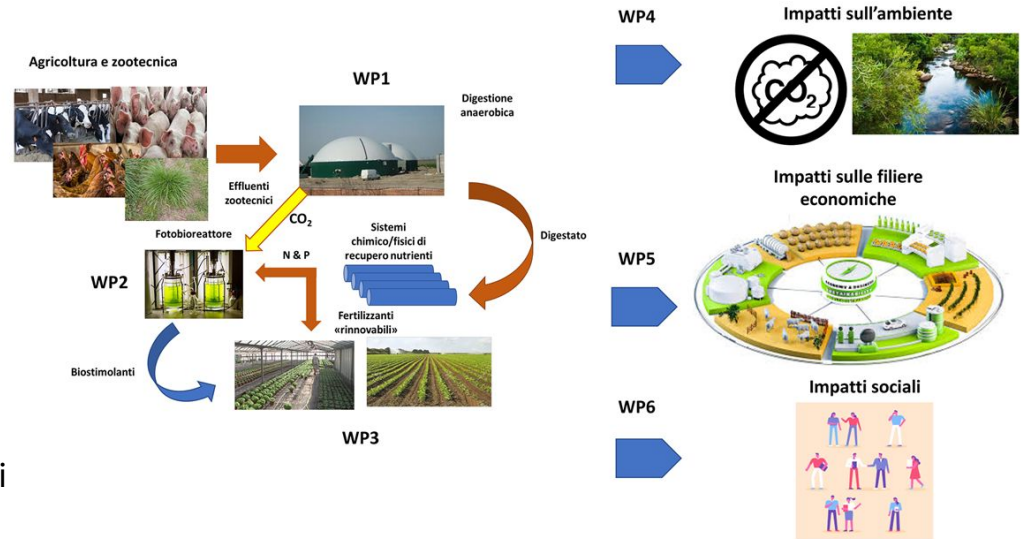 Agricoltura e zootecnica
WP1
Digestione
anaerobica
Effluenti
zootecnici
CO₂
Fotobioreattore
WP2
N & P
Sistemi
chimico/fisici di
recupero nutrienti
Digestato
Fertilizzanti
«rinnovabili»
Biostimolanti
WP3
i
WP4
Impatti sull'ambiente
CO₂
WP5
Impatti sulle filiere
economiche
WP6
Impatti sociali